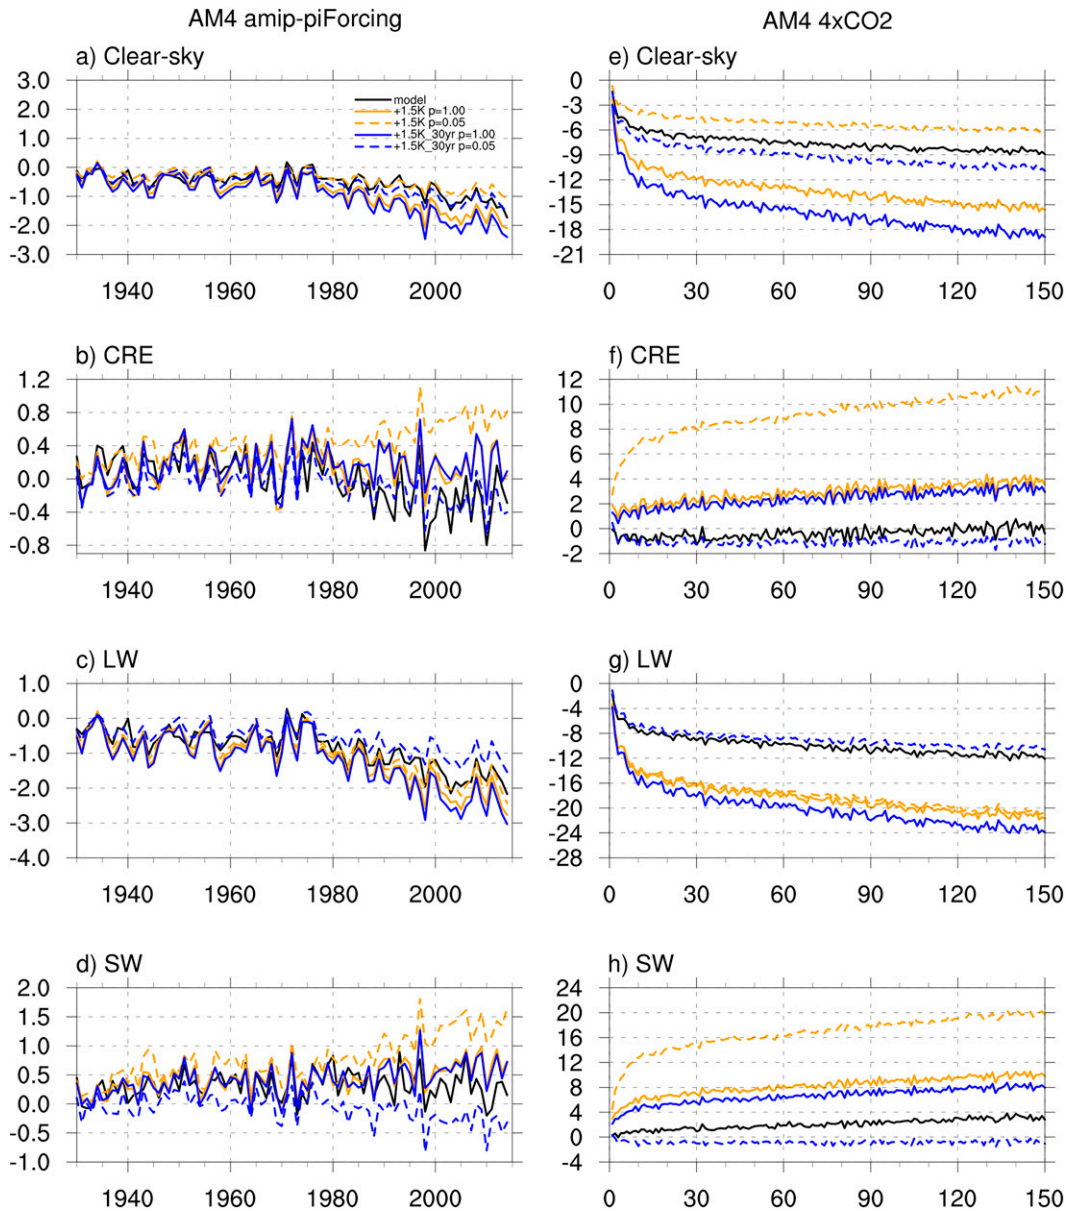 AM4 amip-piForcing
AM4 4xCO2
a) Clear-sky
3.0
2.0
1.0
0.0
-1.0
-2.0
-3.0
model
+1.5K p=1.00
+1.5K p=0.05
+1.5K_30yr p=1.00
+1.5K_30yr p=0.05
1940 1960 1980 2000
e) Clear-sky
0
-3
-6
-9
-12
-15
-18
-21
0 30 60 90 120 150
b) CRE
1.2
0.8
0.4
0.0
-0.4
-0.8
1940 1960 1980 2000
f) CRE
12
10
8
6
4
2
0
-2
0 30 60 90 120 150
c) LW
1.0
0.0
-1.0
-2.0
-3.0
-4.0
1940 1960 1980 2000
g) LW
0
-4
-8
-12
-16
-20
-24
-28
0 30 60 90 120 150
d) SW
2.0
1.5
1.0
0.5
0.0
-0.5
-1.0
1940 1960 1980 2000
h) SW
24
20
16
12
8
4
0
-4
0 30 60 90 120 150